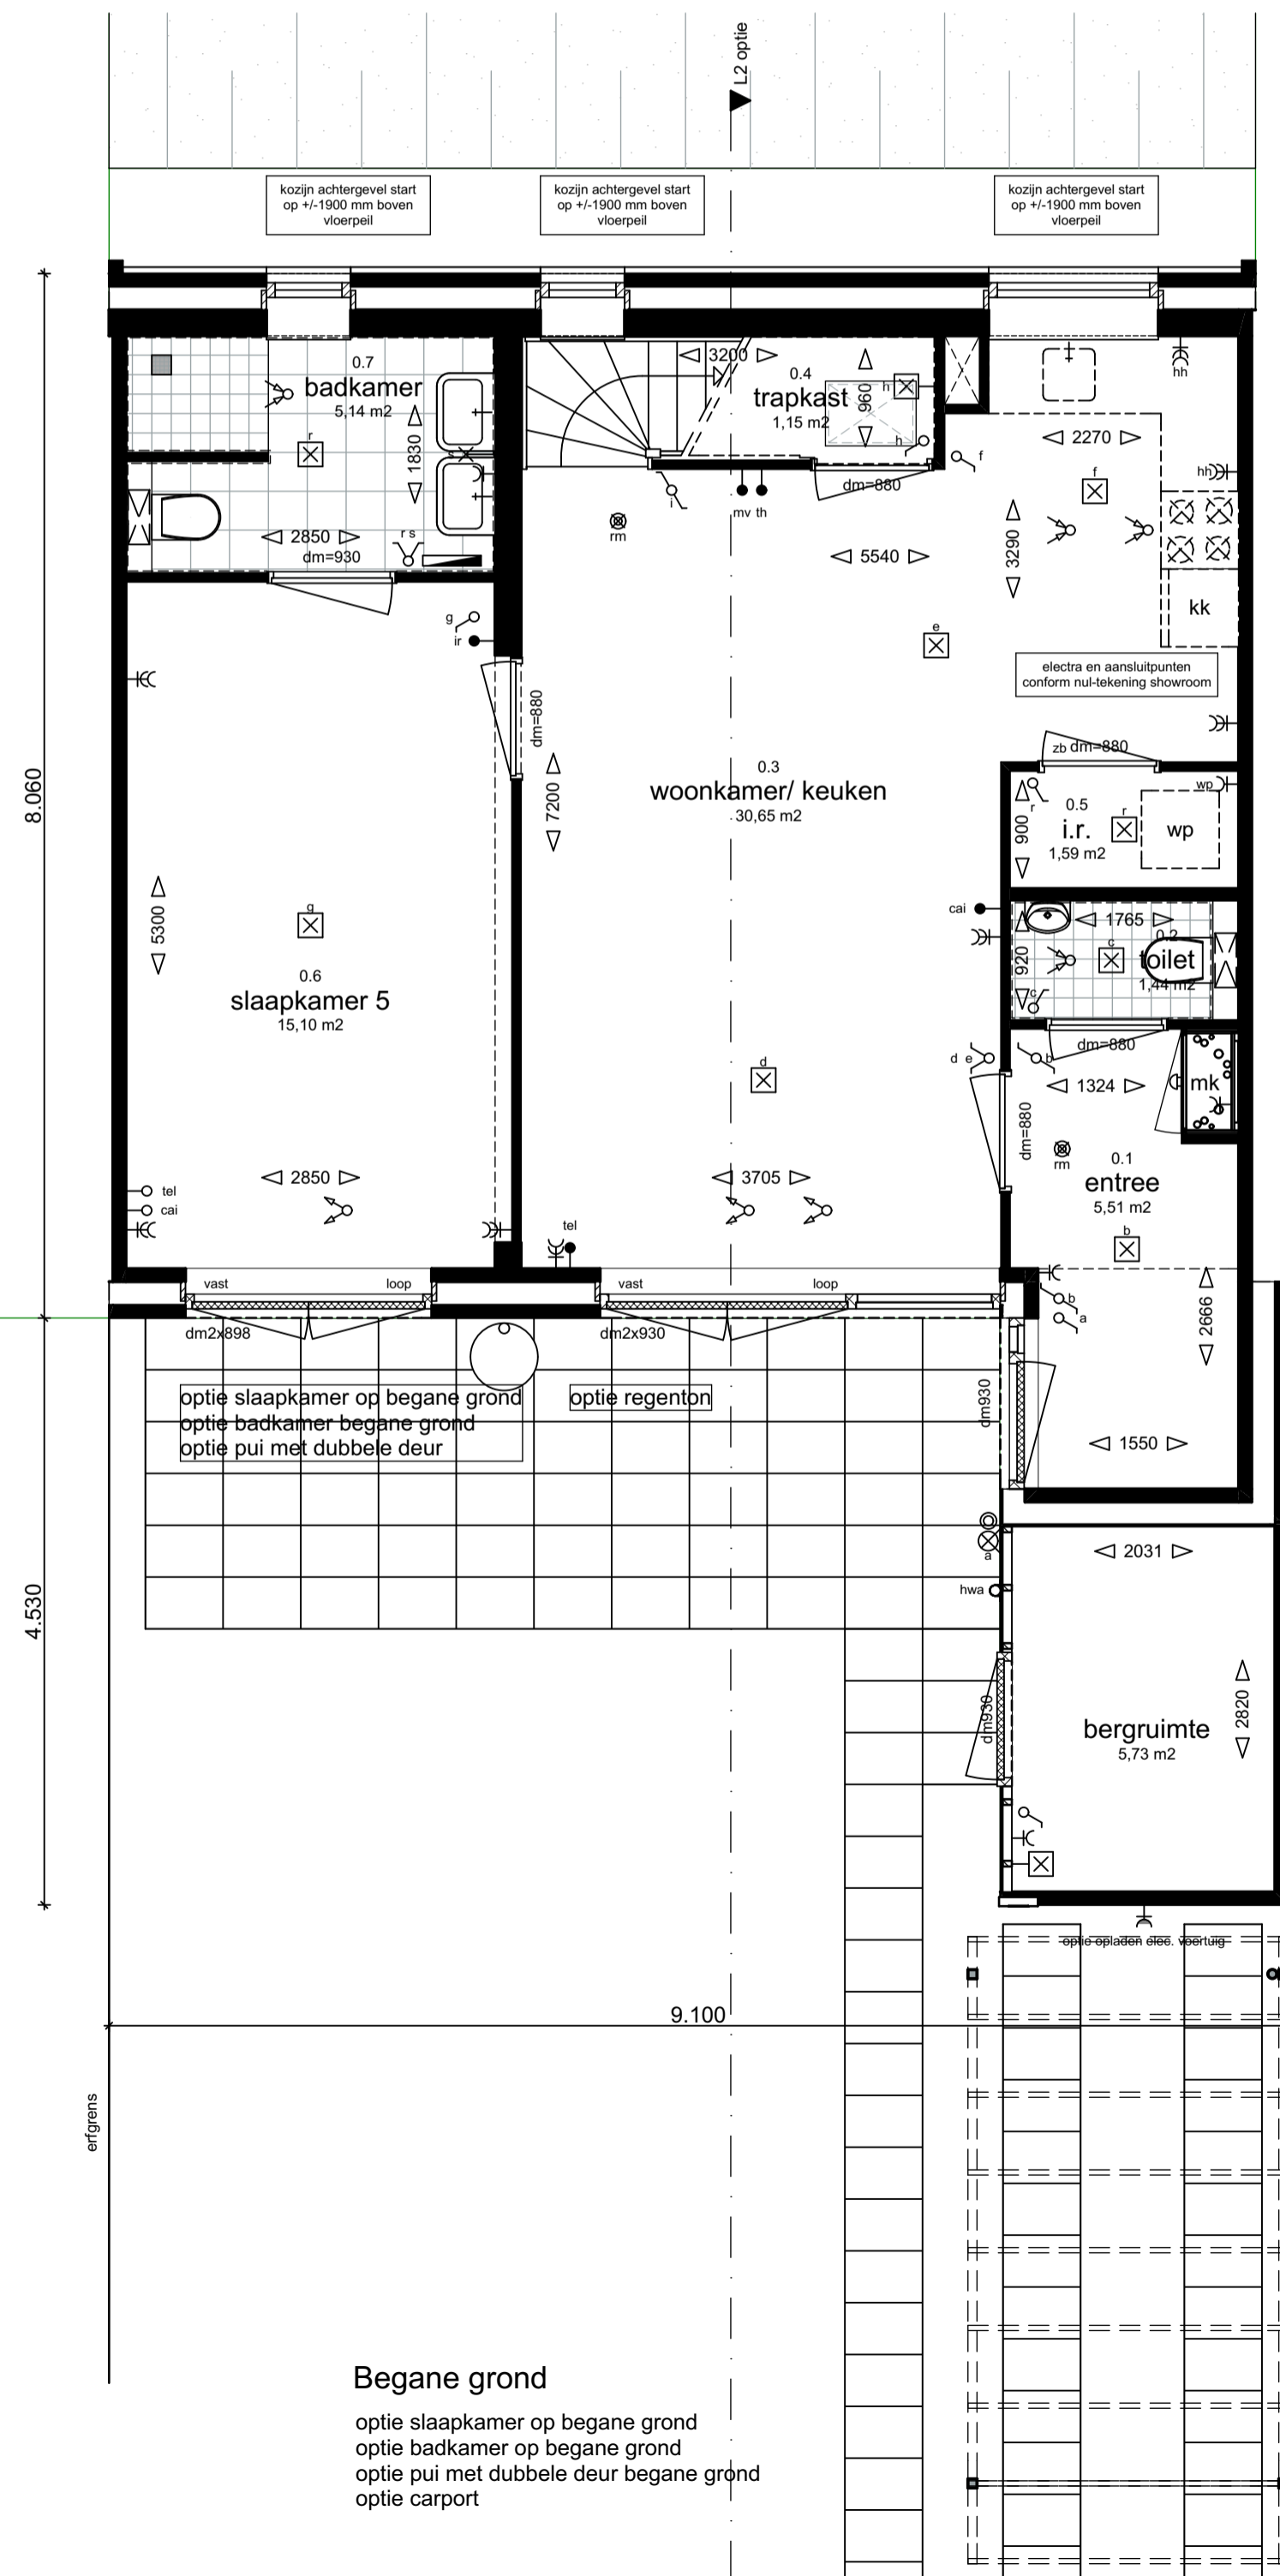 L2 optie
kozijn achtergevel start
op +/-1900 mm boven
vloerpeil
kozijn achtergevel start
op +/-1900 mm boven
vloerpeil
kozijn achtergevel start
op +/-1900 mm boven
vloerpeil
8.060
4.530
0.7
badkamer
5,14 m2
1830
r
2850
dm=930
r s
3200
0.4
trapkast
1,15 m2
960
h
h
dm=880
i
mv th
rm
hh
2270
f
f
hh
3290
5540
kk
e
electra en aansluitpunten
conform nul-tekening showroom
g
ir
dm=880
7200
0.3
woonkamer/ keuken
30,65 m2
zb dm=880
wp
r
0.5
i.r.
1,59 m2
900
r
wp
5300
g
0.6
slaapkamer 5
15,10 m2
cai
1765
0.2
toilet
1,44 m2
920
c
c
dm=880
d
d e
b
1324
mk
dm=880
rm
0.1
entree
5,51 m2
b
2850
3705
tel
cai
tel
vast
loop
vast
loop
b
a
2666
dm2x898
dm2x930
optie slaapkamer op begane grond
optie badkamer begane grond
optie pui met dubbele deur
optie regenton
dm930
1550
a
hwa
2031
dm930
bergruimte
5,73 m2
2820
optie opladen elec. voertuig
9.100
erfgrens
Begane grond
optie slaapkamer op begane grond
optie badkamer op begane grond
optie pui met dubbele deur begane grond
optie carport